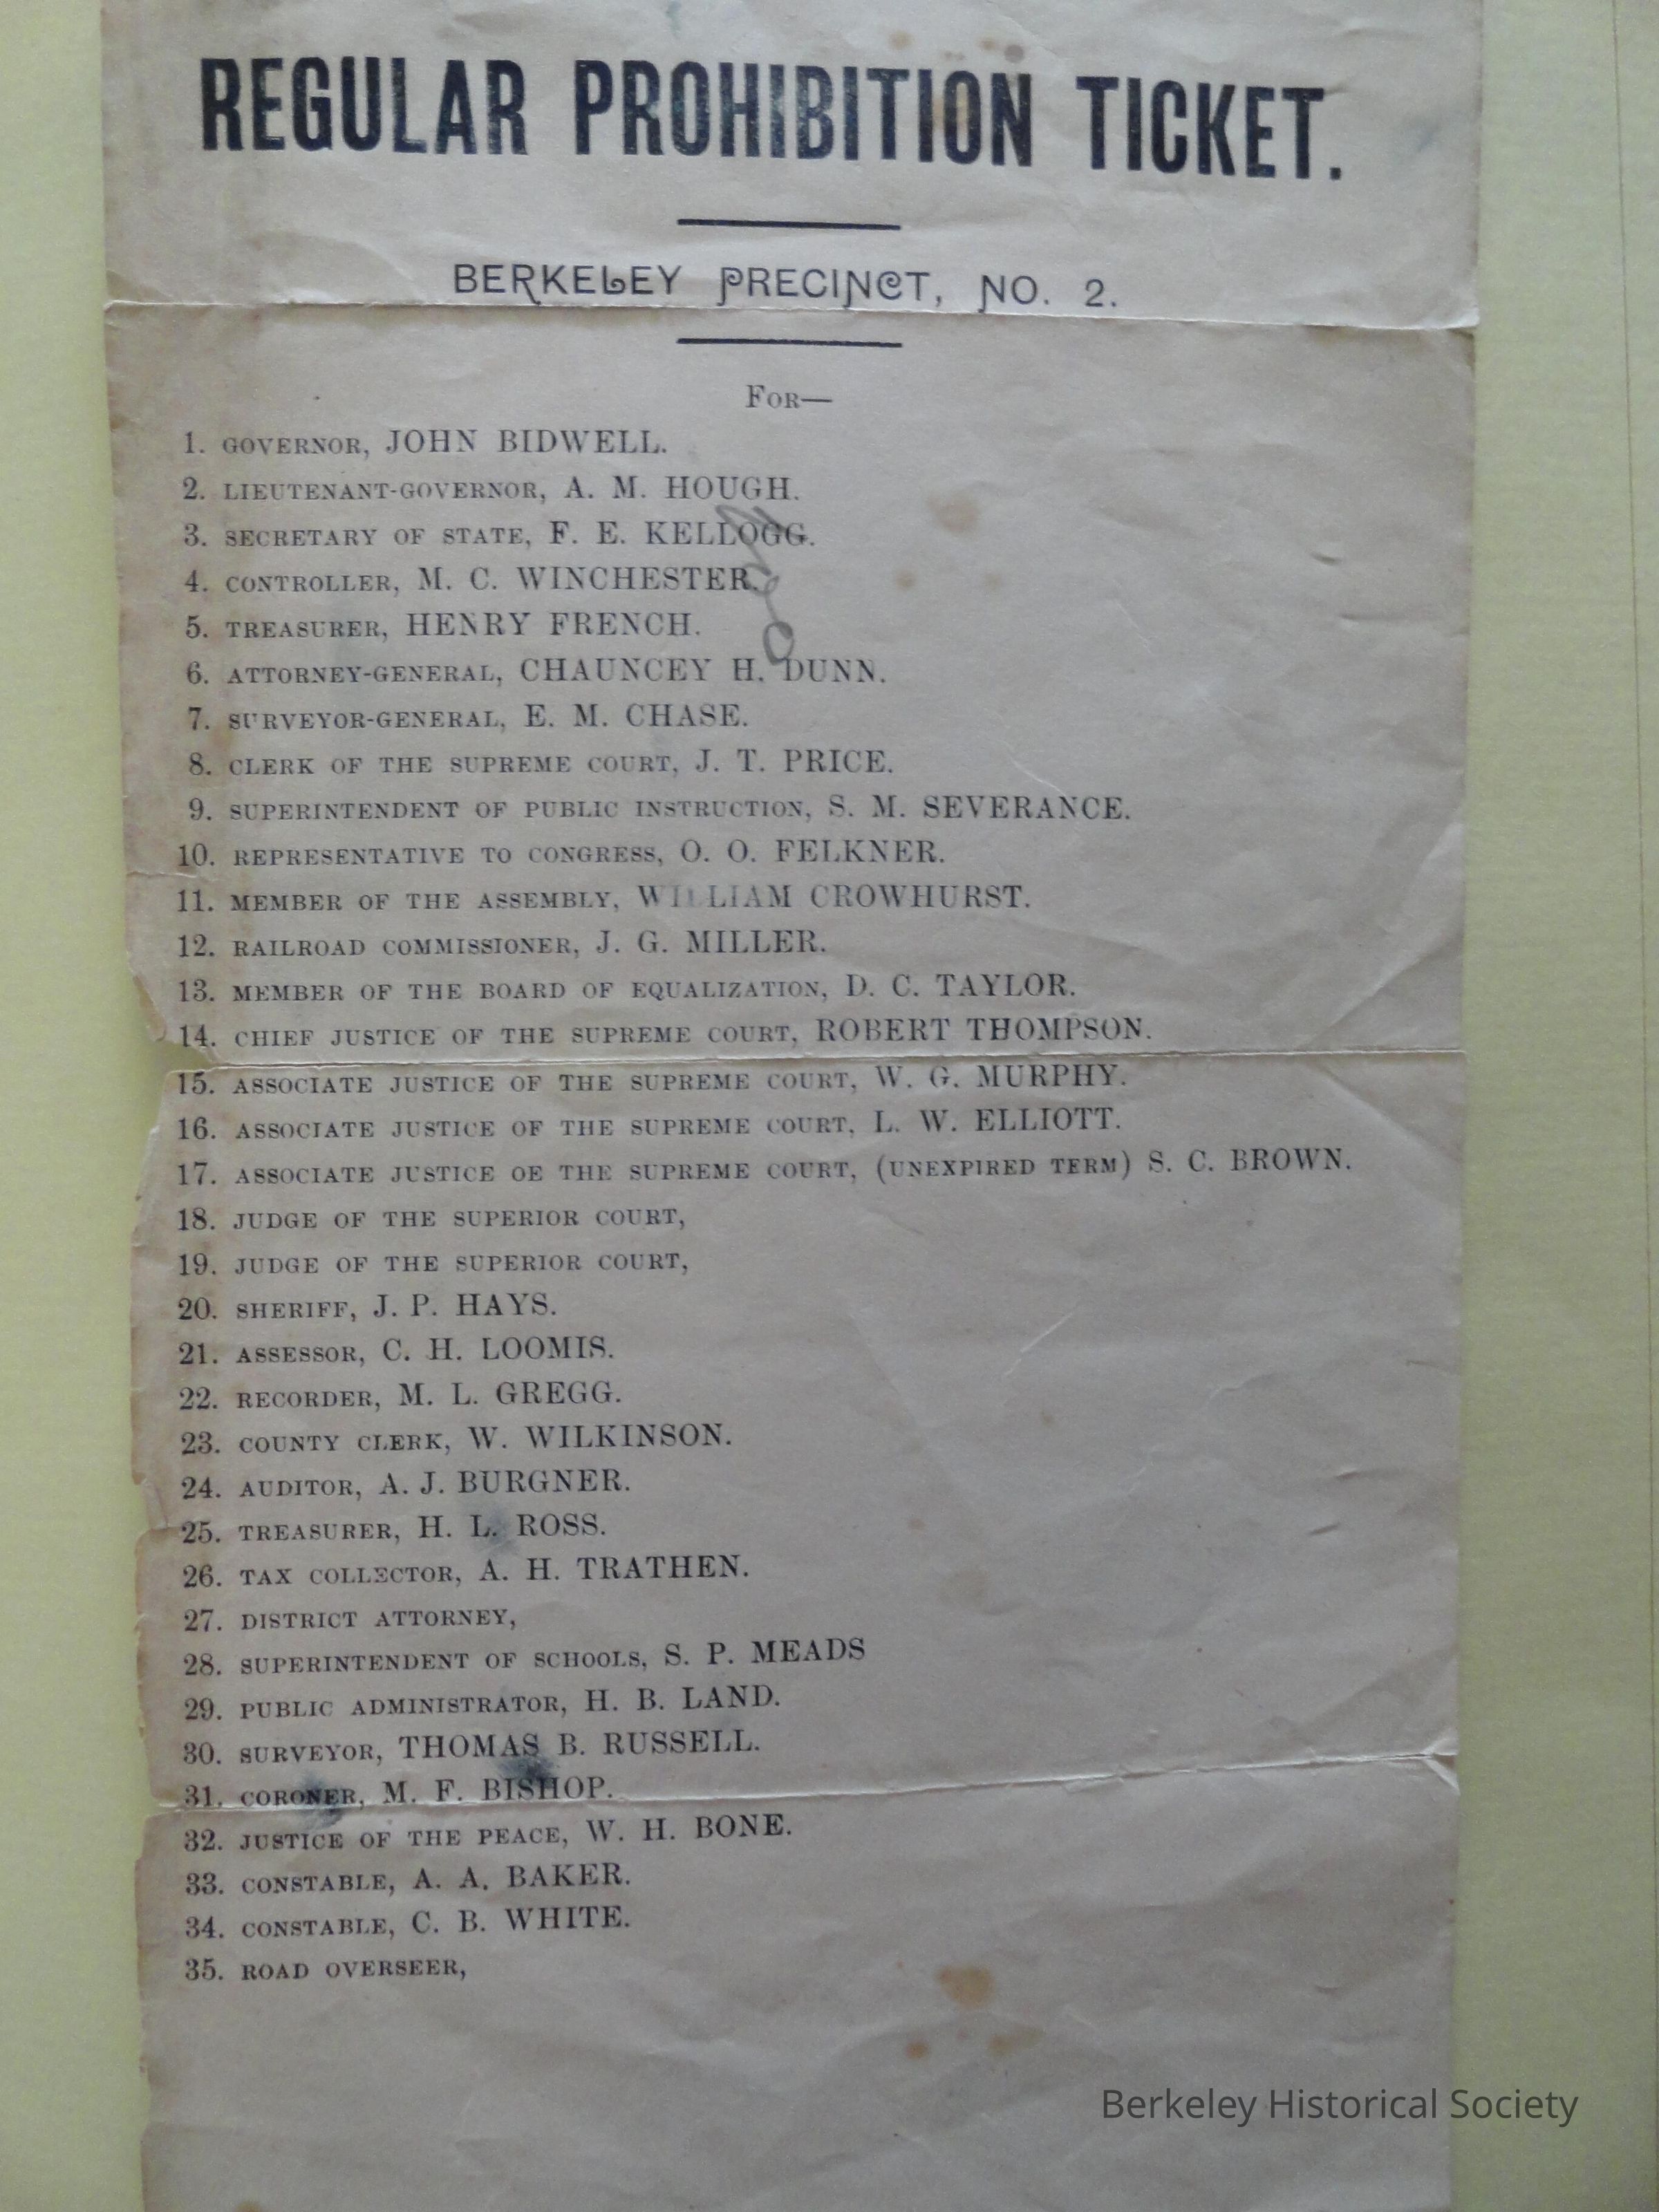 REGULAR PROHIBITION TICKET.
BERKELEY PRECINCT, NO. 2.
FOR—
1. GOVERNOR, JOHN BIDWELL.
2. LIEUTENANT-GOVERNOR, A. M. HOUGH.
3. SECRETARY OF STATE, F. E. KELLOGG.
4. CONTROLLER, M. C. WINCHESTER.
5. TREASURER, HENRY FRENCH.
6. ATTORNEY-GENERAL, CHAUNCEY H. DUNN.
7. SURVEYOR-GENERAL, E. M. CHASE.
8. CLERK OF THE SUPREME COURT, J. T. PRICE.
9. SUPERINTENDENT OF PUBLIC INSTRUCTION, S. M. SEVERANCE.
10. REPRESENTATIVE TO CONGRESS, O. O. FELKNER.
11. MEMBER OF THE ASSEMBLY, WILLIAM CROWHURST.
12. RAILROAD COMMISSIONER, J. G. MILLER.
13. MEMBER OF THE BOARD OF EQUALIZATION, D. C. TAYLOR.
14. CHIEF JUSTICE OF THE SUPREME COURT, ROBERT THOMPSON.
15. ASSOCIATE JUSTICE OF THE SUPREME COURT, W. G. MURPHY.
16. ASSOCIATE JUSTICE OF THE SUPREME COURT, L. W. ELLIOTT.
17. ASSOCIATE JUSTICE OE THE SUPREME COURT, (UNEXPIRED TERM) S. C. BROWN.
18. JUDGE OF THE SUPERIOR COURT,
19. JUDGE OF THE SUPERIOR COURT,
20. SHERIFF, J. P. HAYS.
21. ASSESSOR, C. H. LOOMIS.
22. RECORDER, M. L. GREGG.
23. COUNTY CLERK, W. WILKINSON.
24. AUDITOR, A. J. BURGNER.
25. TREASURER, H. L. ROSS.
26. TAX COLLECTOR, A. H. TRATHEN.
27. DISTRICT ATTORNEY,
28. SUPERINTENDENT OF SCHOOLS, S. P. MEADS
29. PUBLIC ADMINISTRATOR, H. B. LAND.
30. SURVEYOR, THOMAS B. RUSSELL.
31. CORONER, M. F. BISHOP.
32. JUSTICE OF THE PEACE, W. H. BONE.
33. CONSTABLE, A. A. BAKER.
34. CONSTABLE, C. B. WHITE.
35. ROAD OVERSEER,
Berkeley Historical Society